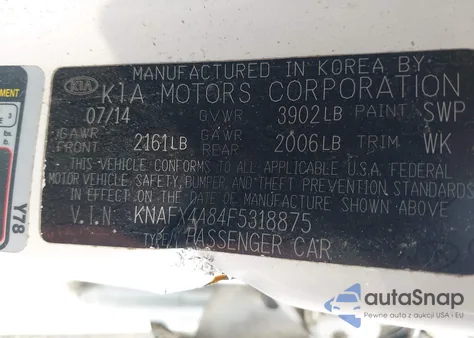 MANUFACTURED IN KOREA BY:
KIA KIA MOTORS CORPORATION
07/14 GVWR 3902LB PAINT SWP
GAWR FRONT 2161LB GAWR REAR 2006LB TRIM WK
THIS VEHICLE CONFORMS TO ALL APPLICABLE U.S.A. FEDERAL
MOTOR VEHICLE SAFETY, BUMPER, AND THEFT PREVENTION STANDARDS
IN EFFECT ON THE DATE OF MANUFACTURE SHOWN ABOVE.
V.I.N. KNAFX4A84F5318875
TYPE: PASSENGER CAR
Y78
autoSnap
Pewne auta z aukcji USA i EU